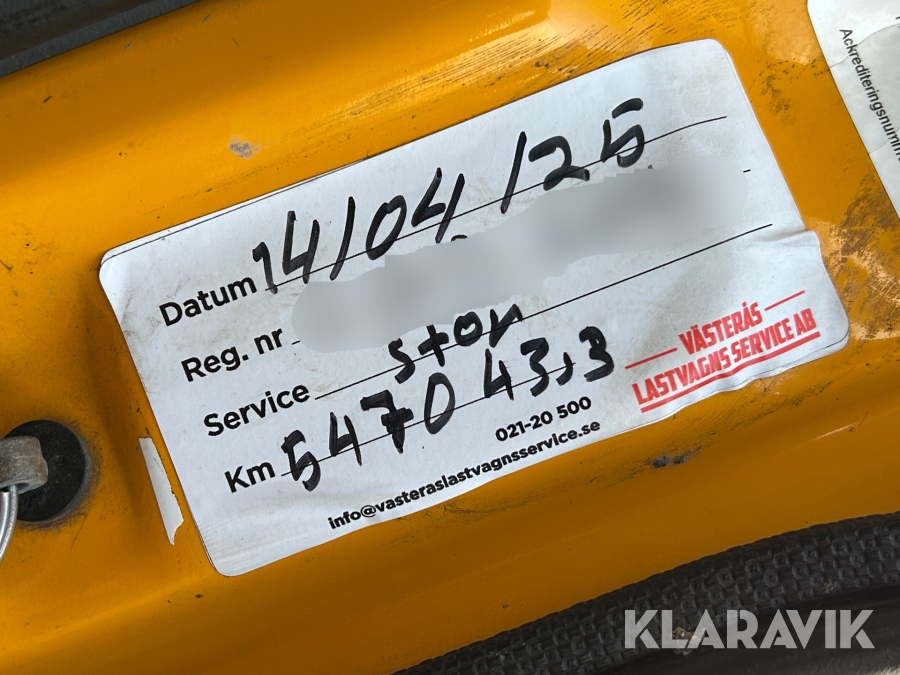 Ackrediteringsnumme
Datum 14/04/25
Reg. nr
Service stor
Km 547043,3
VÄSTERÅS
LASTVAGNS SERVICE AB
021-20 500
info@vasteraslastvagnsservice.se
KLARAVIK